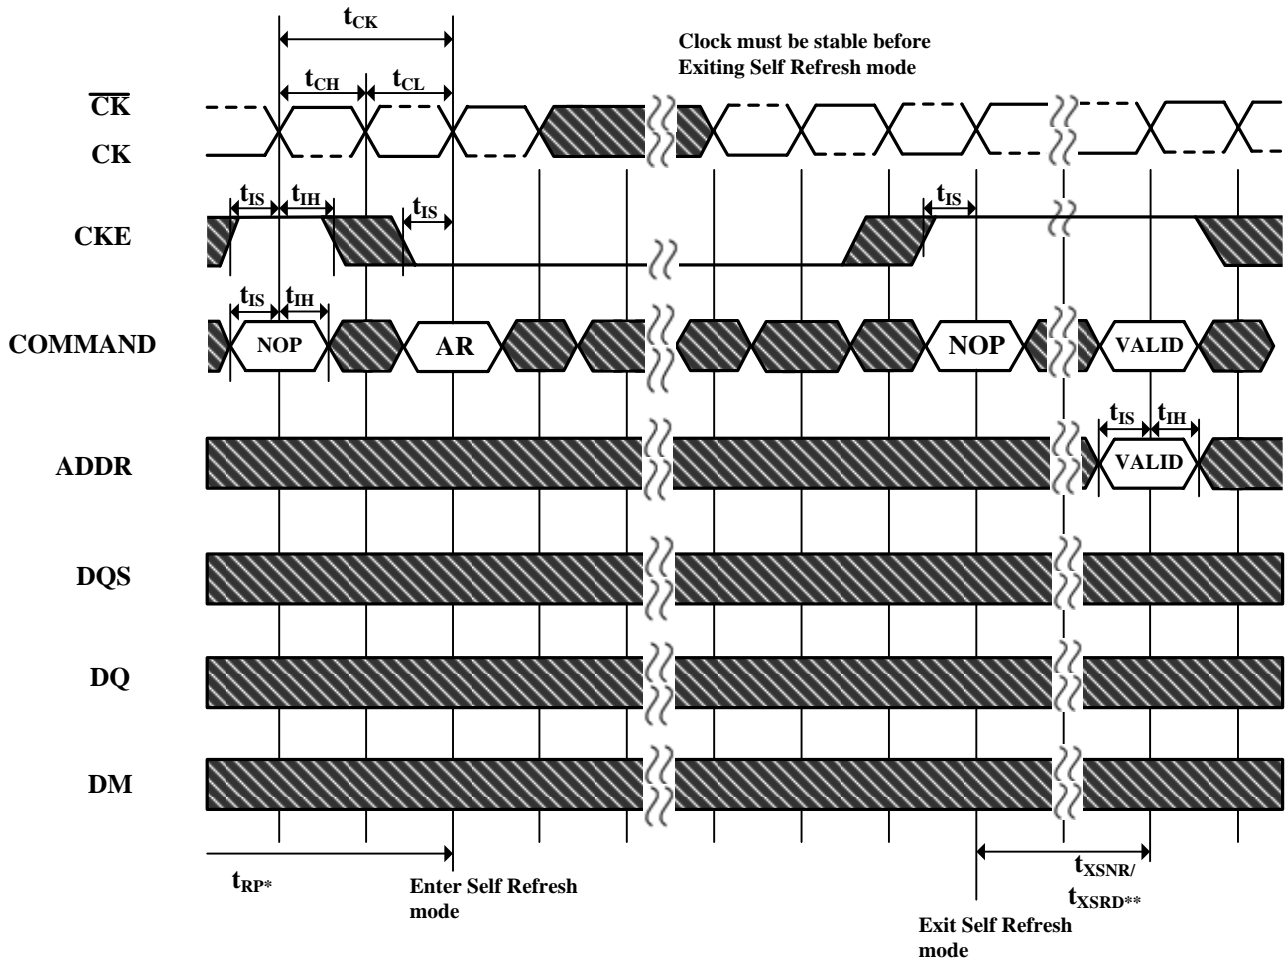 tCK
Clock must be stable before
Exiting Self Refresh mode
tCH
tCL
CK
CK
tIS
tIH
tIS
tIS
CKE
tIS
tIH
COMMAND
NOP
AR
NOP
VALID
tIS
tIH
ADDR
VALID
DQS
DQ
DM
tRP*
Enter Self Refresh
mode
tXSNR/
tXSRD**
Exit Self Refresh
mode